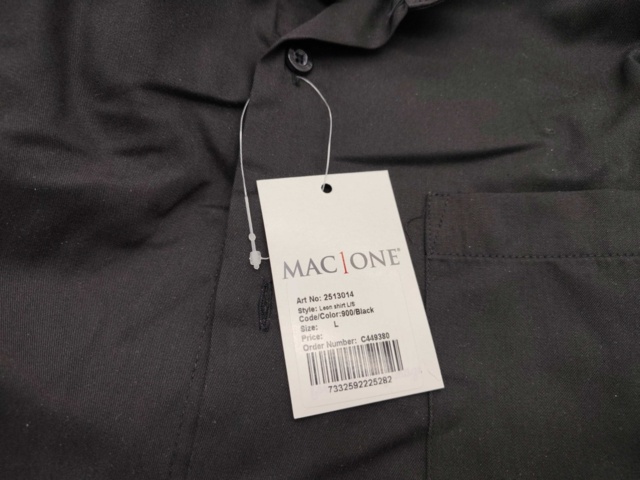 MAC|ONE®
Art No: 2513014
Style: Lean shirt L/S
Code/Color:900/Black
Size: L
Price:
Order Number: C449380
7332592225282